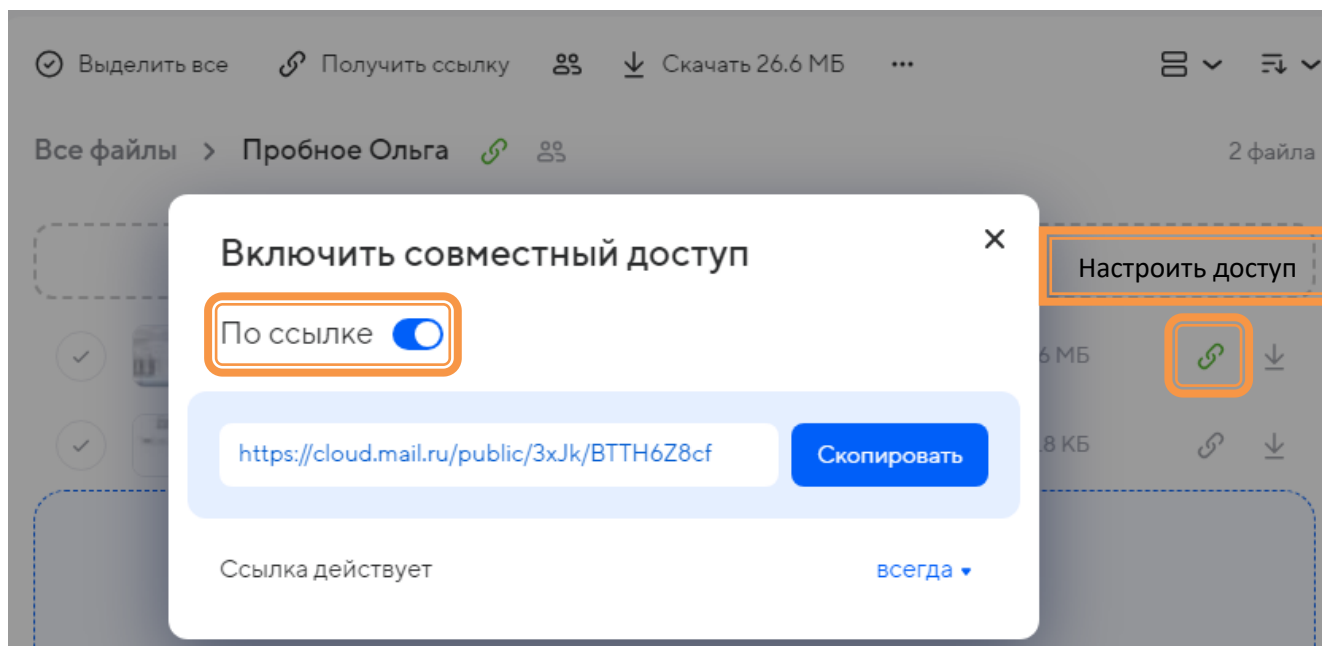 Выделить все Получить ссылку Скачать 26.6 МБ
Все файлы > Пробное Ольга 2 файла
Включить совместный доступ
Настроить доступ
По ссылке
6 МБ
https://cloud.mail.ru/public/3xJk/BTTH6Z8cf Скопировать
.8 КБ
Ссылка действует всегда